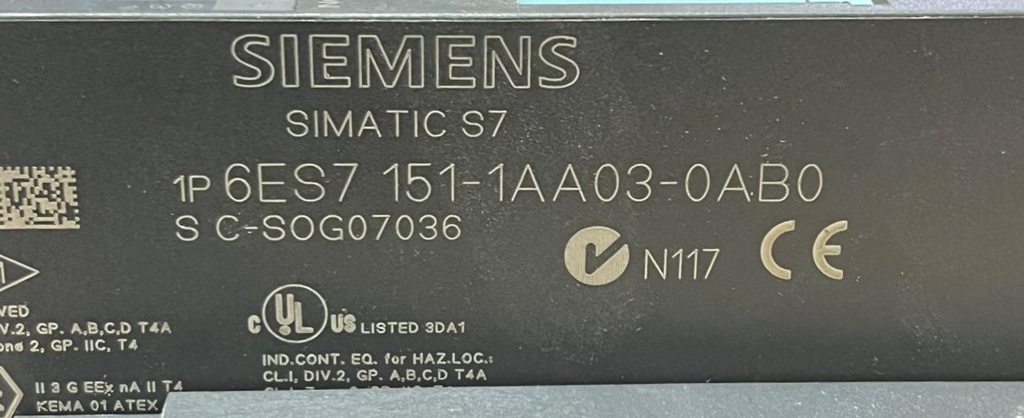 SIEMENS
SIMATIC S7
1P 6ES7 151-1AA03-0AB0
S C-SOG07036
N117 CE
C UL US LISTED 3DA1
IND.CONT. EQ. for HAZ.LOC.:
CL.I, DIV.2, GP. A,B,C,D T4A
V.2, GP. A,B,C,D T4A
2, GP. IIC, T4
II 3 G EEx nA II T4
KEMA 01 ATEX